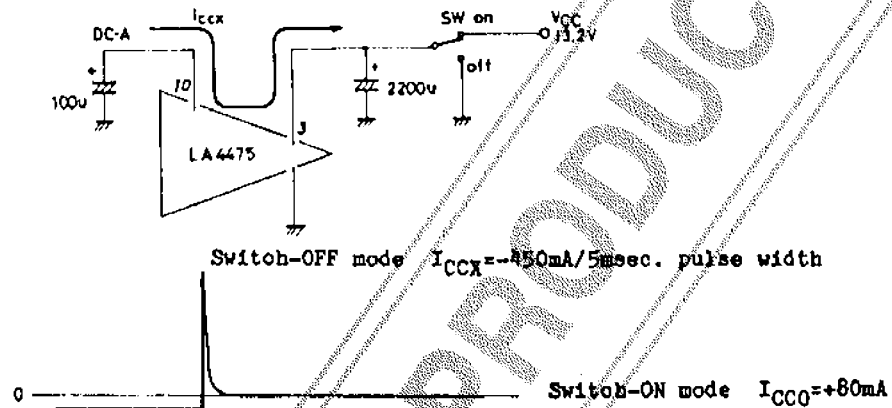 iccx
SW on
VCC
DC-A
+13.2V
+
10
+
off
100u
2200u
3
LA4475
Switch-OFF mode ICCX=-450mA/5msec. pulse width
0
Switch-ON mode ICCO=+80mA
PRODUC